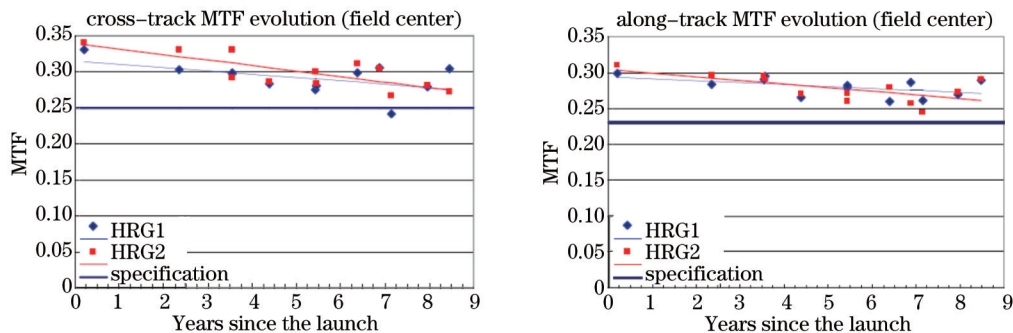 cross-track MTF evolution (field center)
0.35
0.30
0.25
0.20
0.15
0.10
0.05
0
MTF
HRG1
HRG2
specification
0 1 2 3 4 5 6 7 8 9
Years since the launch
along-track MTF evolution (field center)
0.35
0.30
0.25
0.20
0.15
0.10
0.05
0
MTF
HRG1
HRG2
specification
0 1 2 3 4 5 6 7 8 9
Years since the launch